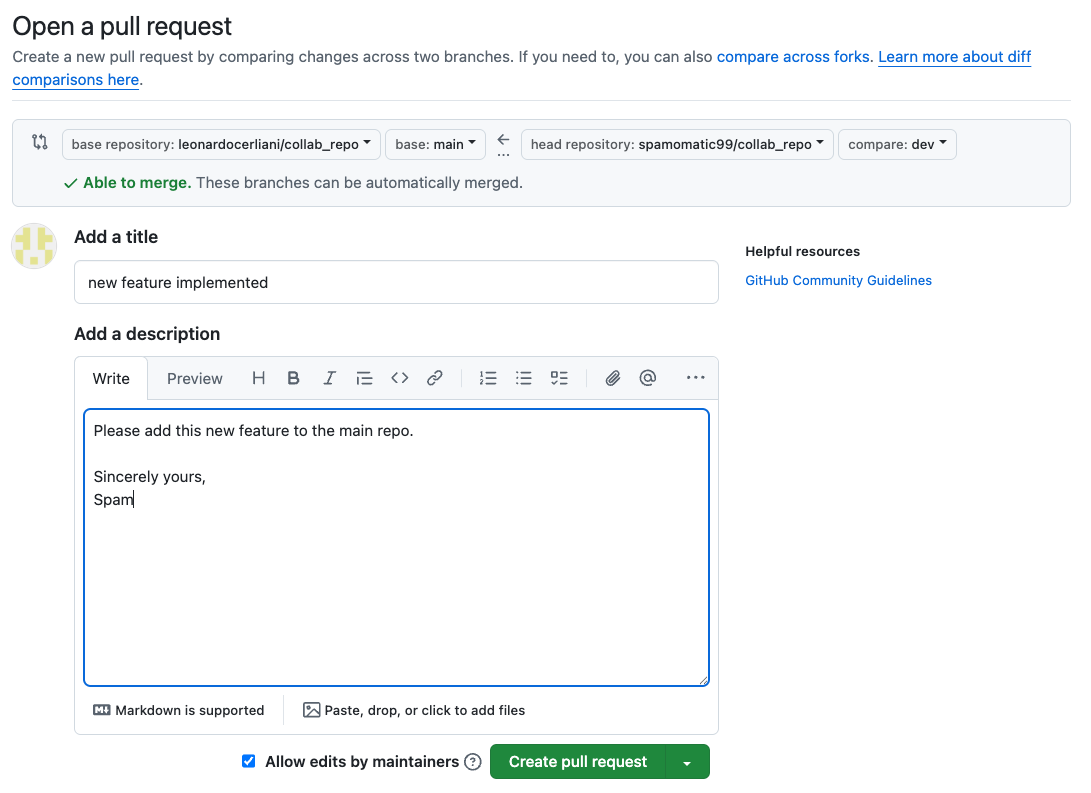 Open a pull request
Create a new pull request by comparing changes across two branches. If you need to, you can also compare across forks. Learn more about diff
comparisons here.
base repository: leonardocerliani/collab_repo base: main head repository: spamomatic99/collab_repo compare: dev
Able to merge. These branches can be automatically merged.
Add a title
Helpful resources
new feature implemented
GitHub Community Guidelines
Add a description
Write Preview
Please add this new feature to the main repo.
Sincerely yours,
Spam
Markdown is supported Paste, drop, or click to add files
Allow edits by maintainers Create pull request